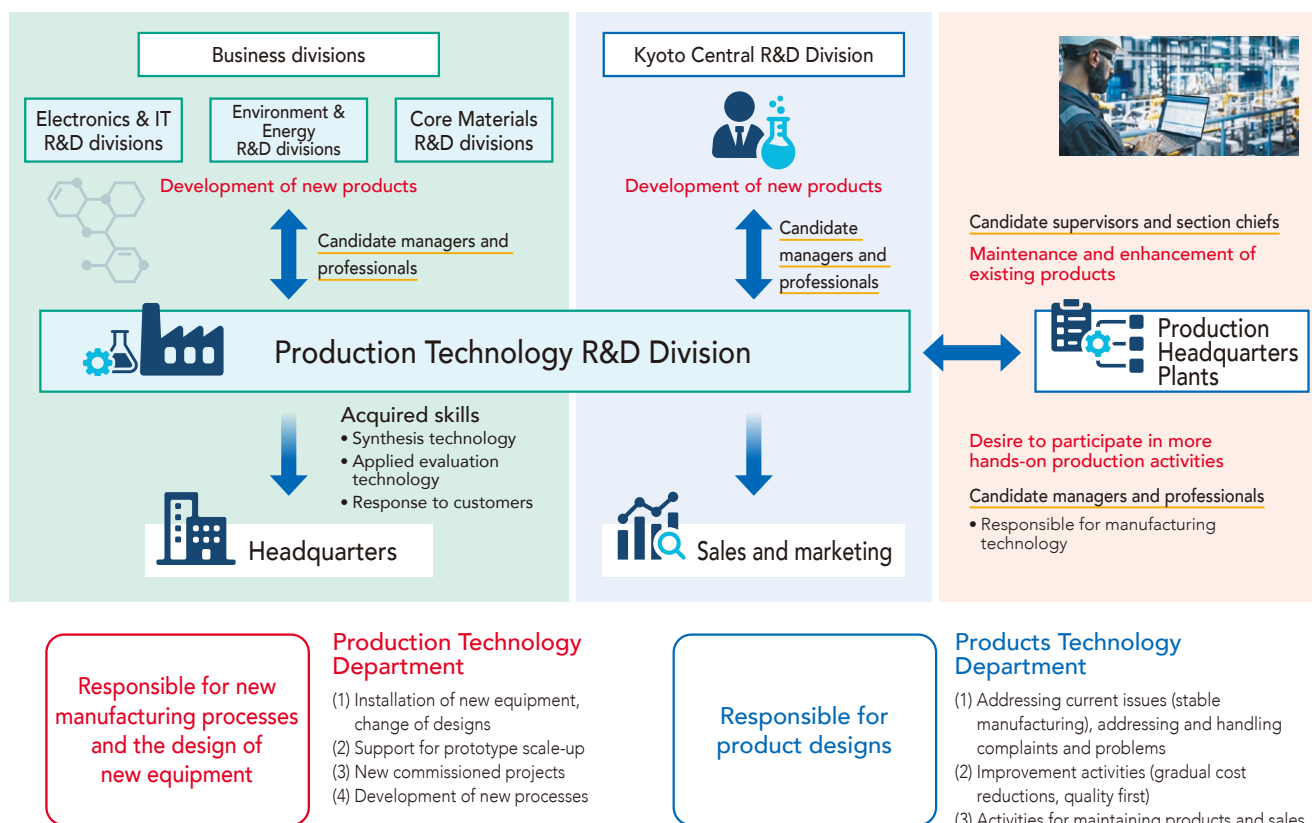 Business divisions
Electronics & IT
R&D divisions
Environment &
Energy
R&D divisions
Core Materials
R&D divisions
Development of new products
Candidate managers and
professionals
Kyoto Central R&D Division
Development of new products
Candidate
managers and
professionals
Candidate supervisors and section chiefs
Maintenance and enhancement of
existing products
Production Technology R&D Division
Production
Headquarters
Plants
Acquired skills
• Synthesis technology
• Applied evaluation
technology
• Response to customers
Headquarters
Sales and marketing
Desire to participate in more
hands-on production activities
Candidate managers and professionals
• Responsible for manufacturing
technology
Responsible for new
manufacturing processes
and the design of
new equipment
Production Technology
Department
(1) Installation of new equipment,
change of designs
(2) Support for prototype scale-up
(3) New commissioned projects
(4) Development of new processes
Responsible for
product designs
Products Technology
Department
(1) Addressing current issues (stable
manufacturing), addressing and handling
complaints and problems
(2) Improvement activities (gradual cost
reductions, quality first)
(3) Activities for maintaining products and sales